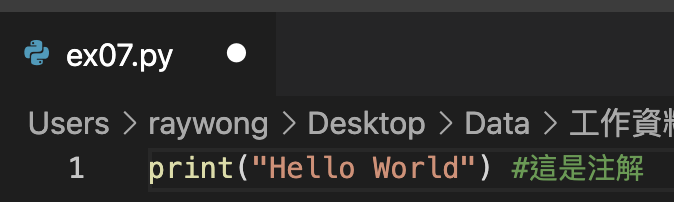 ex07.py
Users > raywong > Desktop > Data > 工作資料
1 print("Hello World") #這是注解